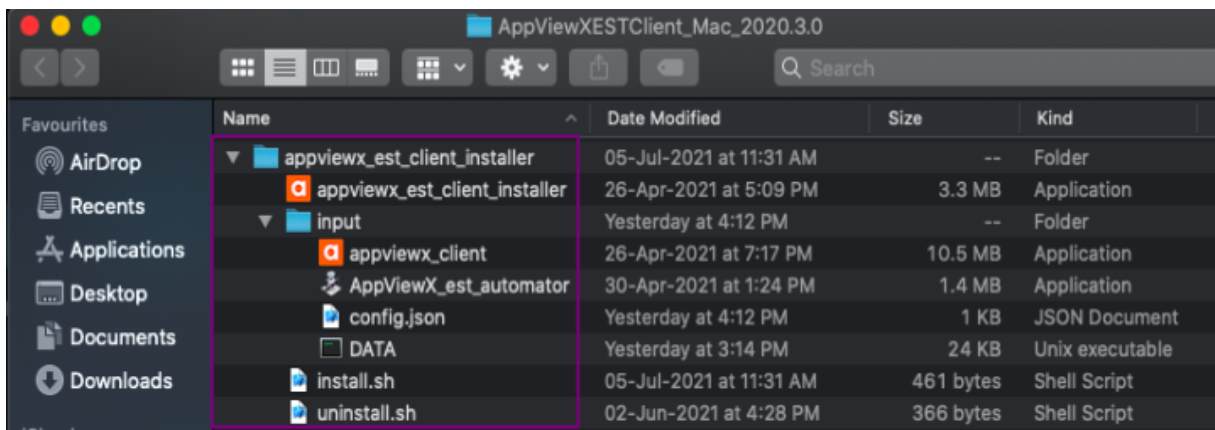 AppViewXESTClient_Mac_2020.3.0
Search
Favourites
AirDrop
Recents
Applications
Desktop
Documents
Downloads
Name Date Modified Size Kind
appviewx_est_client_installer 05-Jul-2021 at 11:31 AM -- Folder
appviewx_est_client_installer 26-Apr-2021 at 5:09 PM 3.3 MB Application
input Yesterday at 4:12 PM -- Folder
appviewx_client 26-Apr-2021 at 7:17 PM 10.5 MB Application
AppViewX_est_automator 30-Apr-2021 at 1:24 PM 1.4 MB Application
config.json Yesterday at 4:12 PM 1 KB JSON Document
DATA Yesterday at 3:14 PM 24 KB Unix executable
install.sh 05-Jul-2021 at 11:31 AM 461 bytes Shell Script
uninstall.sh 02-Jun-2021 at 4:28 PM 366 bytes Shell Script